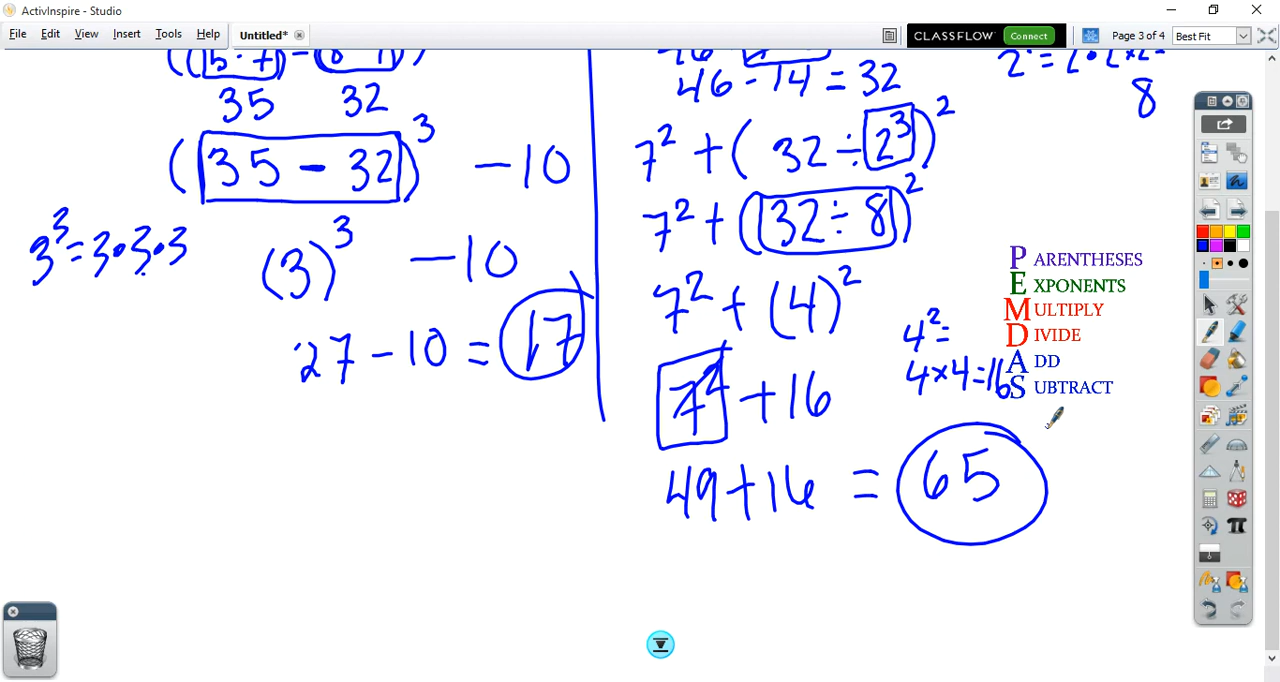 ActivInspire - Studio
File Edit View Insert Tools Help Untitled* CLASSFLOW Connect Page 3 of 4 Best Fit
35 32
(35 - 32)³ - 10
3³ = 3·3·3
(3)³ - 10
27 - 10 = 17
46 - 14 = 32
8
7² + (32 ÷ 2³)²
7² + (32 ÷ 8)²
7² + (4)²
7² + 16
49 + 16 = 65
4² =
4×4=16
PARENTHESES
EXPONENTS
MULTIPLY
DIVIDE
ADD
SUBTRACT